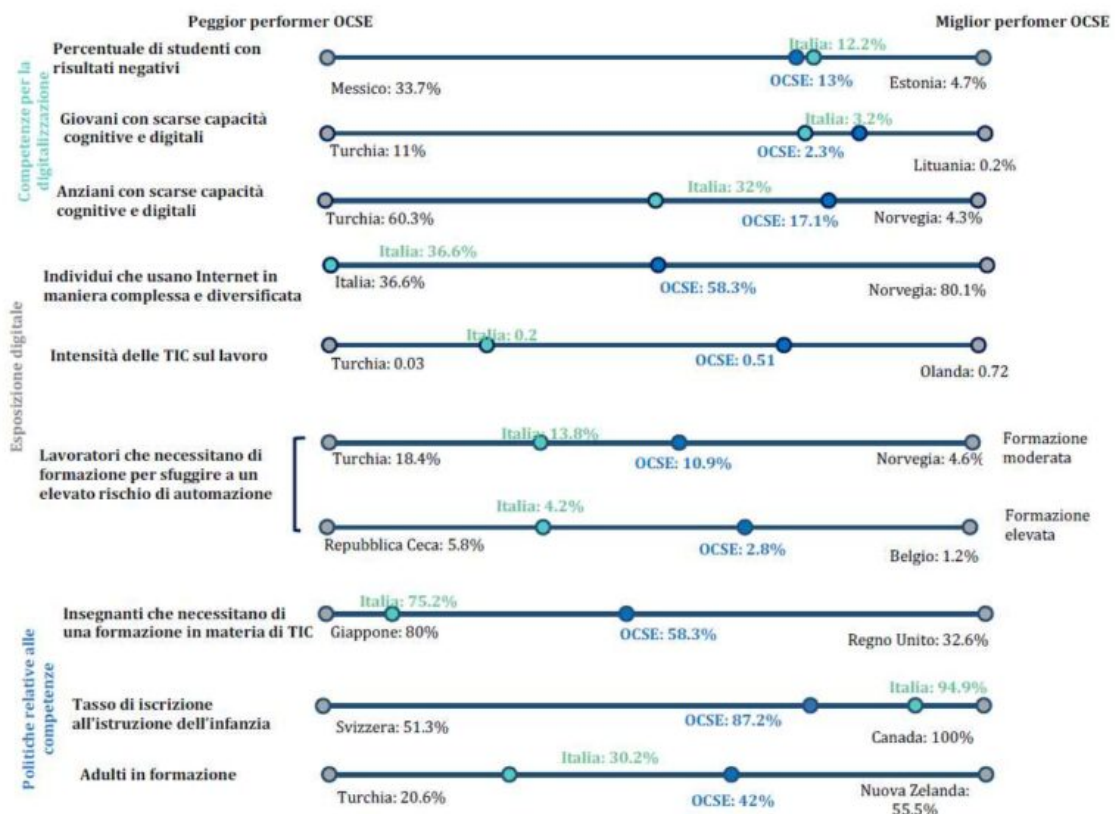 Peggior performer OCSE
Miglior perfomer OCSE
Competenze per la
digitalizzazione
Percentuale di studenti con
risultati negativi
Italia: 12.2%
OCSE: 13%
Messico: 33.7%
Estonia: 4.7%
Giovani con scarse capacità
cognitive e digitali
Italia: 3.2%
OCSE: 2.3%
Turchia: 11%
Lituania: 0.2%
Anziani con scarse capacità
cognitive e digitali
Italia: 32%
OCSE: 17.1%
Turchia: 60.3%
Norvegia: 4.3%
Esposizione digitale
Individui che usano Internet in
maniera complessa e diversificata
Italia: 36.6%
Italia: 36.6%
OCSE: 58.3%
Norvegia: 80.1%
Intensità delle TIC sul lavoro
Italia: 0.2
Turchia: 0.03
OCSE: 0.51
Olanda: 0.72
Lavoratori che necessitano di
formazione per sfuggire a un
elevato rischio di automazione
Italia: 13.8%
Turchia: 18.4%
OCSE: 10.9%
Norvegia: 4.6%
Formazione
moderata
Italia: 4.2%
Repubblica Ceca: 5.8%
OCSE: 2.8%
Belgio: 1.2%
Formazione
elevata
Politiche relative alle
competenze
Insegnanti che necessitano di
una formazione in materia di TIC
Italia: 75.2%
Giappone: 80%
OCSE: 58.3%
Regno Unito: 32.6%
Tasso di iscrizione
all'istruzione dell'infanzia
Italia: 94.9%
Svizzera: 51.3%
OCSE: 87.2%
Canada: 100%
Adulti in formazione
Italia: 30.2%
Turchia: 20.6%
OCSE: 42%
Nuova Zelanda:
55.5%